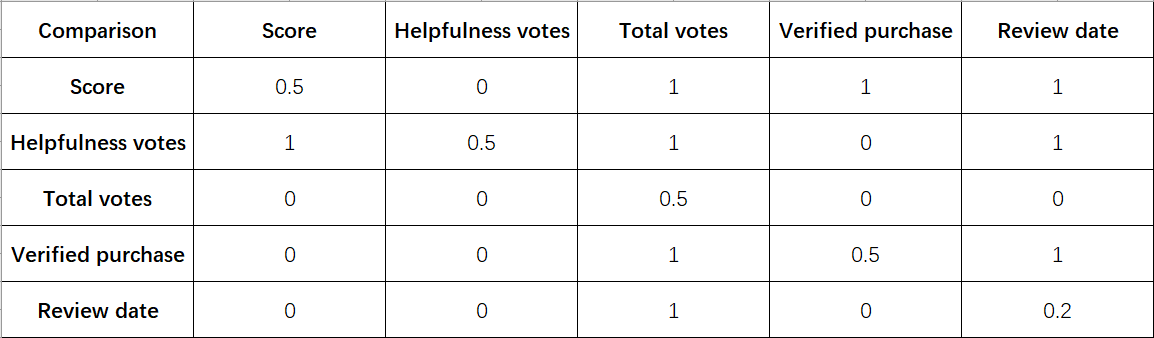 Comparison Score Helpfulness votes Total votes Verified purchase Review date
Score 0.5 0 1 1 1
Helpfulness votes 1 0.5 1 0 1
Total votes 0 0 0.5 0 0
Verified purchase 0 0 1 0.5 1
Review date 0 0 1 0 0.2